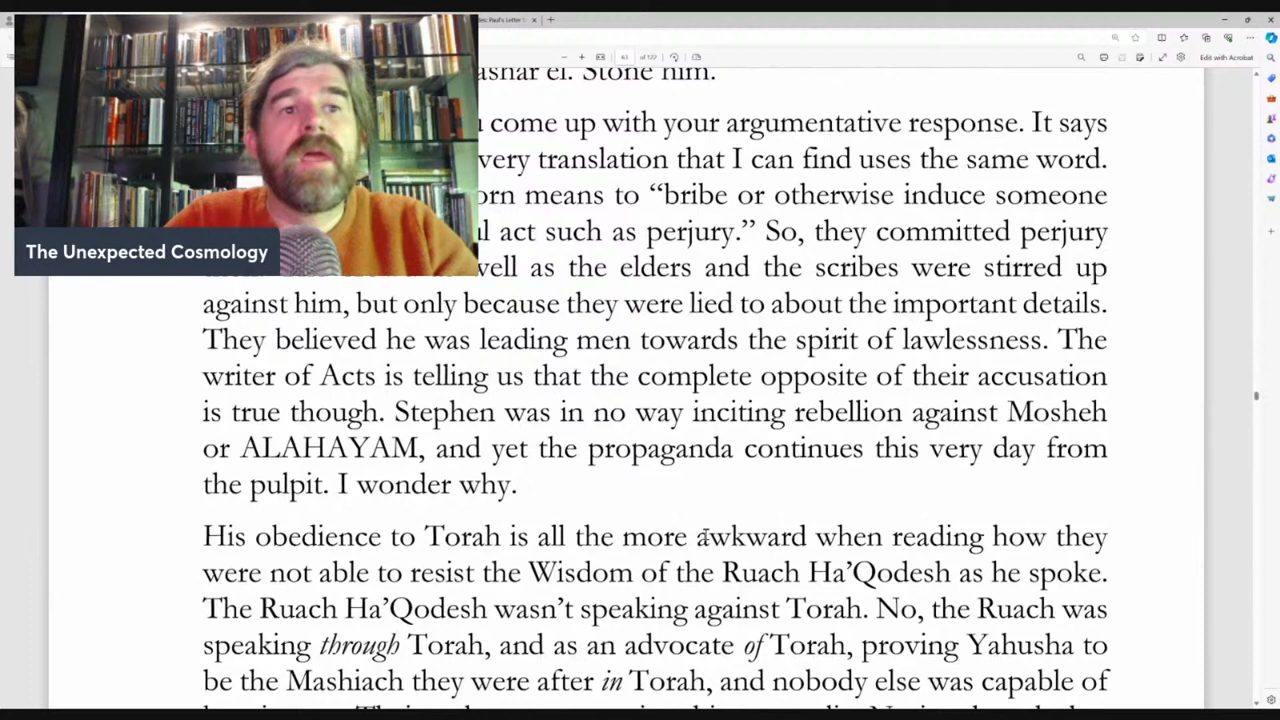 Paul's Letter
63 of 122
Edit with Acrobat
el. Stone him.
come up with your argumentative response. It says
very translation that I can find uses the same word.
orn means to “bribe or otherwise induce someone
act such as perjury.” So, they committed perjury
The Unexpected Cosmology
well as the elders and the scribes were stirred up
against him, but only because they were lied to about the important details.
They believed he was leading men towards the spirit of lawlessness. The
writer of Acts is telling us that the complete opposite of their accusation
is true though. Stephen was in no way inciting rebellion against Mosheh
or ALAHAYAM, and yet the propaganda continues this very day from
the pulpit. I wonder why.
His obedience to Torah is all the more awkward when reading how they
were not able to resist the Wisdom of the Ruach Ha’Qodesh as he spoke.
The Ruach Ha’Qodesh wasn’t speaking against Torah. No, the Ruach was
speaking through Torah, and as an advocate of Torah, proving Yahusha to
be the Mashiach they were after in Torah, and nobody else was capable of